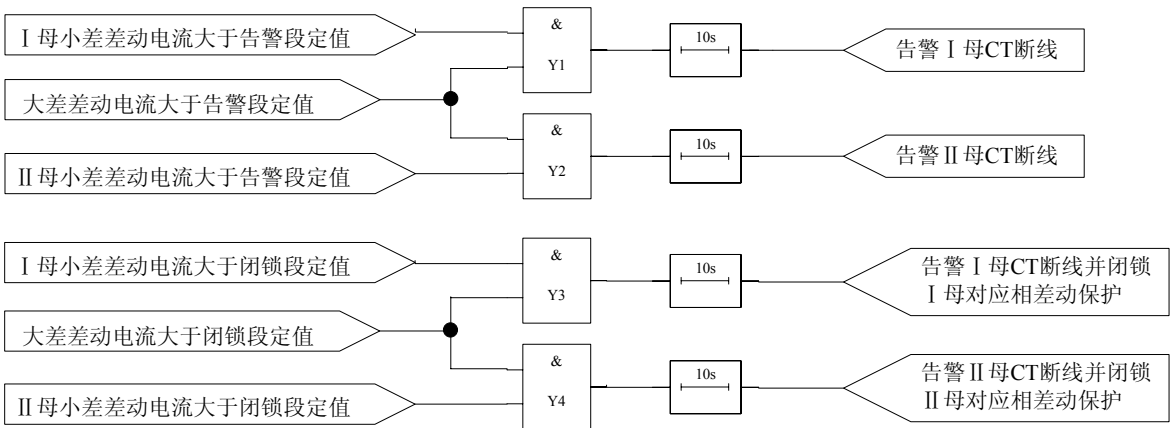 Ⅰ母小差差动电流大于告警段定值
&
Y1
10s
告警Ⅰ母CT断线
大差差动电流大于告警段定值
&
Y2
10s
告警Ⅱ母CT断线
Ⅱ母小差差动电流大于告警段定值
Ⅰ母小差差动电流大于闭锁段定值
&
Y3
10s
告警Ⅰ母CT断线并闭锁
Ⅰ母对应相差动保护
大差差动电流大于闭锁段定值
&
Y4
10s
告警Ⅱ母CT断线并闭锁
Ⅱ母对应相差动保护
Ⅱ母小差差动电流大于闭锁段定值